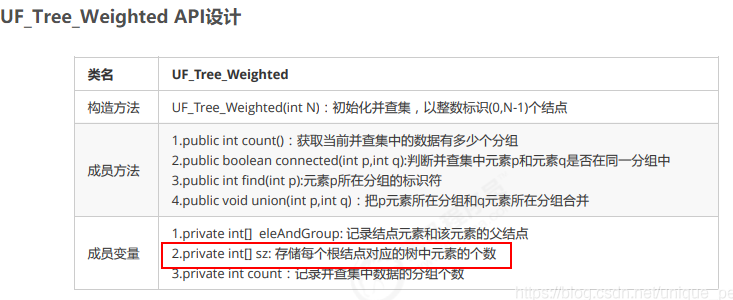 UF_Tree_Weighted API设计
类名 UF_Tree_Weighted
构造方法 UF_Tree_Weighted(int N)：初始化并查集，以整数标识(0,N-1)个结点
1.public int count()：获取当前并查集中的数据有多少个分组
2.public boolean connected(int p,int q):判断并查集中元素p和元素q是否在同一分组中
成员方法
3.public int find(int p):元素p所在分组的标识符
4.public void union(int p,int q)：把p元素所在分组和q元素所在分组合并
1.private int[] eleAndGroup: 记录结点元素和该元素的父结点
成员变量 2.private int[] sz: 存储每个根结点对应的树中元素的个数
3.private int count：记录并查集中数据的分组个数
https://blog.csdn.net/unique_pe